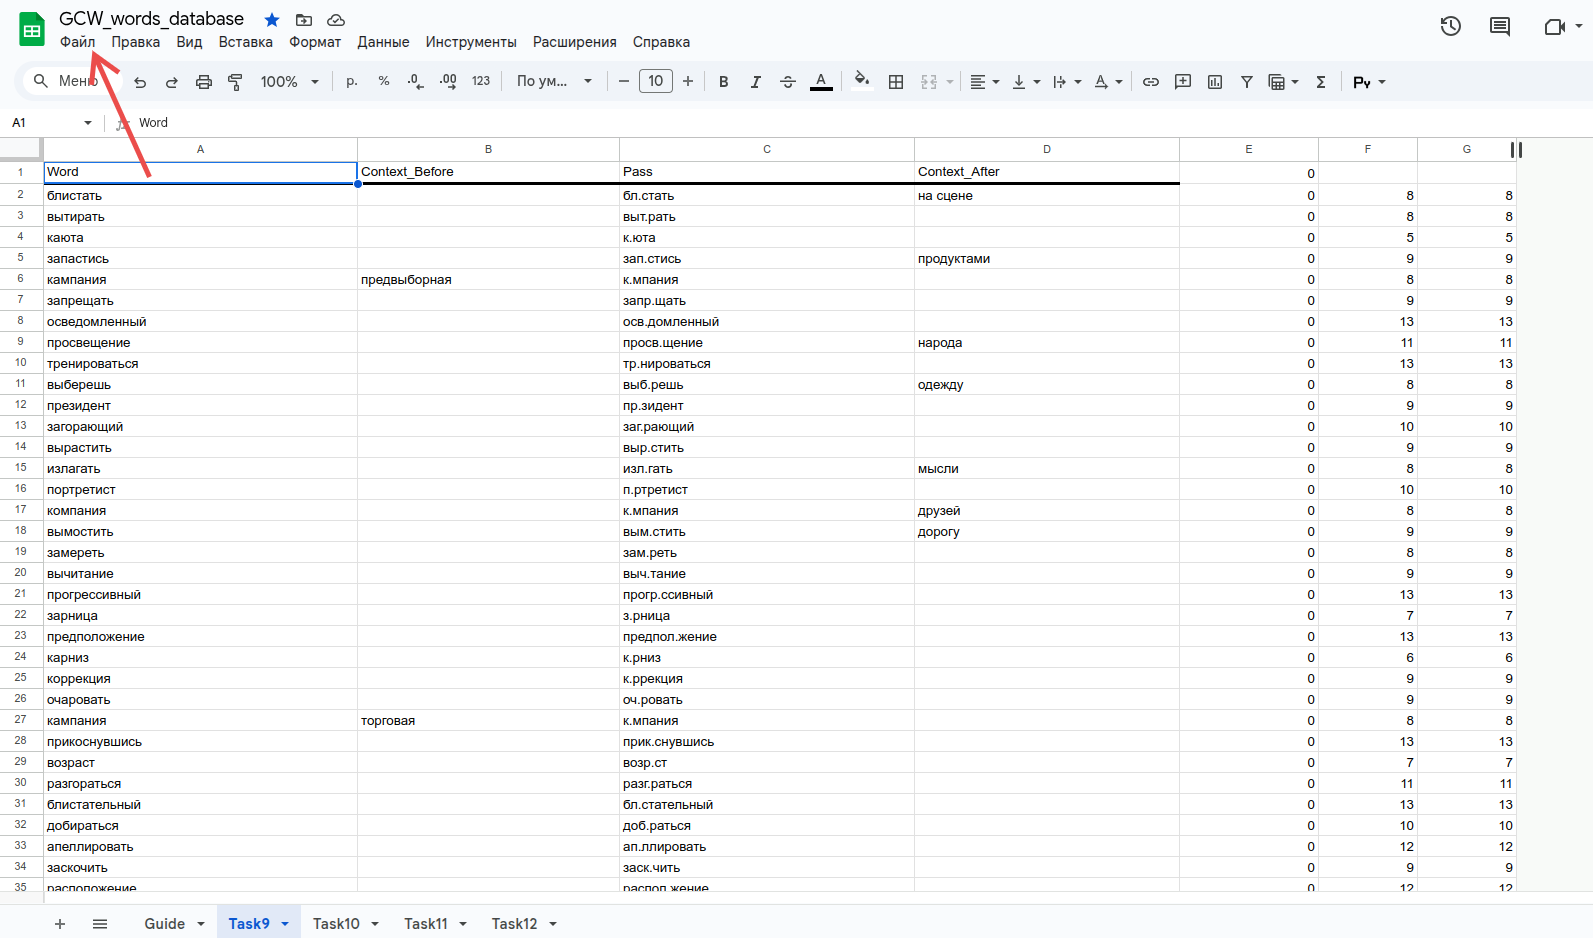 GCW_words_database
Файл Правка Вид Вставка Формат Данные Инструменты Расширения Справка
Меню 100% р. % .0 .00 123 По ум... 10 B I A Σ Ру
A1 fx Word
A B C D E F G
1 Word Context_Before Pass Context_After 0
2 блистать бл.стать на сцене 0 8 8
3 вытирать выт.рать 0 8 8
4 каюта к.юта 0 5 5
5 запастись зап.стись продуктами 0 9 9
6 кампания предвыборная к.мпания 0 8 8
7 запрещать запр.щать 0 9 9
8 осведомленный осв.домленный 0 13 13
9 просвещение просв.щение народа 0 11 11
10 тренироваться тр.нироваться 0 13 13
11 выберешь выб.решь одежду 0 8 8
12 президент пр.зидент 0 9 9
13 загорающий заг.рающий 0 10 10
14 вырастить выр.стить 0 9 9
15 излагать изл.гать мысли 0 8 8
16 портретист п.ртретист 0 10 10
17 компания к.мпания друзей 0 8 8
18 вымостить вым.стить дорогу 0 9 9
19 замереть зам.реть 0 8 8
20 вычитание выч.тание 0 9 9
21 прогрессивный прогр.ссивный 0 13 13
22 зарница з.рница 0 7 7
23 предположение предпол.жение 0 13 13
24 карниз к.рниз 0 6 6
25 коррекция к.ррекция 0 9 9
26 очаровать оч.ровать 0 9 9
27 кампания торговая к.мпания 0 8 8
28 прикоснувшись прик.снувшись 0 13 13
29 возраст возр.ст 0 7 7
30 разгораться разг.раться 0 11 11
31 блистательный бл.стательный 0 13 13
32 добираться доб.раться 0 10 10
33 апеллировать ап.ллировать 0 12 12
34 заскочить заск.чить 0 9 9
35 расположение распол.жение 0 12 12
Guide Task9 Task10 Task11 Task12